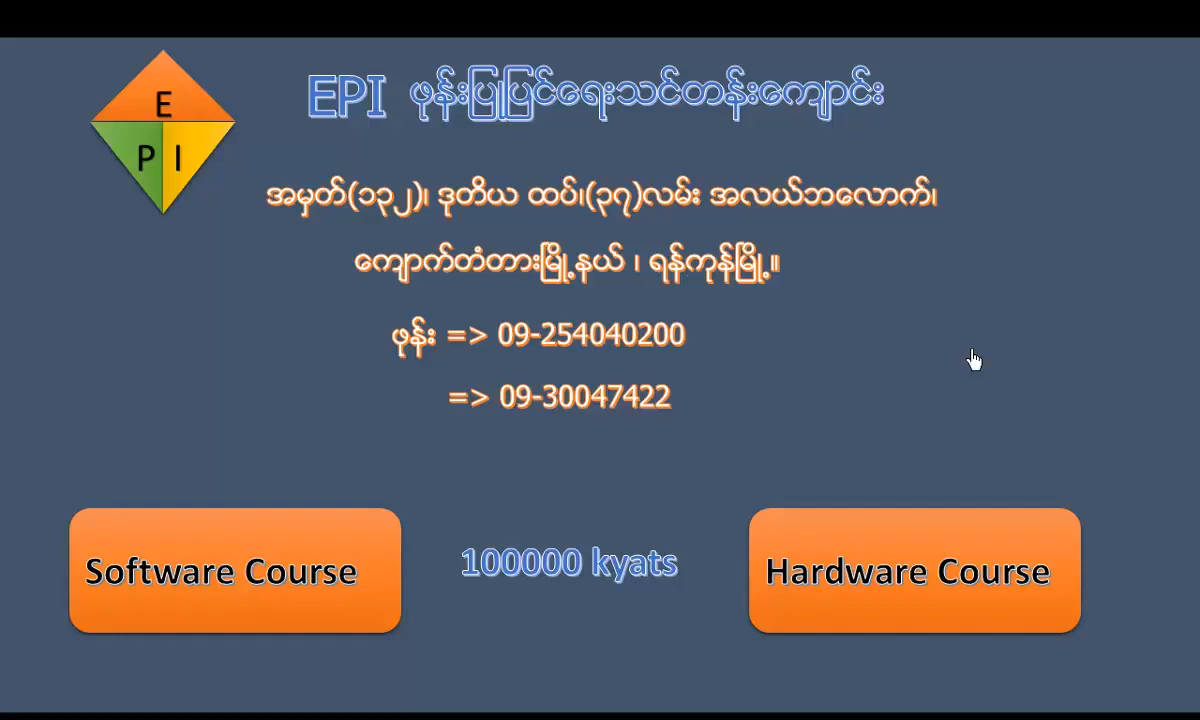 E
P I
EPI ဖုန်းပြုပြင်ရေးသင်တန်းကျောင်း
အမှတ်(၁၃၂)၊ ဒုတိယ ထပ်၊(၃၇)လမ်း အလယ်ဘလောက်၊
ကျောက်တံတားမြို့နယ် ၊ ရန်ကုန်မြို့။
ဖုန်း => 09-254040200
=> 09-30047422
Software Course
100000 kyats
Hardware Course